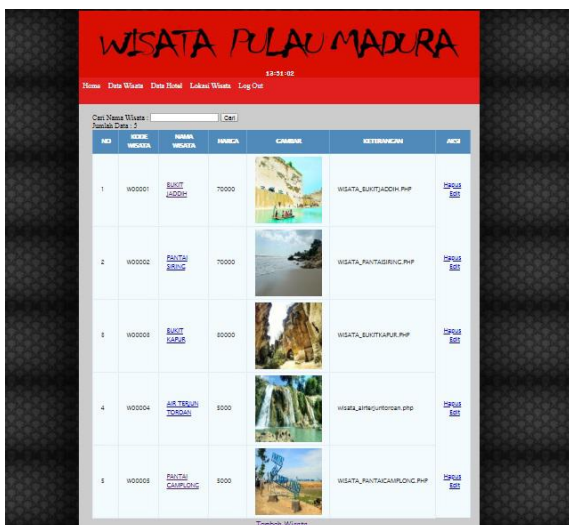 WISATA PULAU MADURA
13:31:02
Home Data Wisata Data Hotel Lokasi Wisata Log Out
Cari Nama Wisata : Cari
Jumlah Data : 5
NO KODE WISATA NAMA WISATA HARGA GAMBAR KETERANGAN AKSI
1 W00001 BUKIT JADDIH 70000 WISATA_BUKITJADDIH.PHP Hapus Edit
2 W00002 PANTAI SIRING 70000 WISATA_PANTAISIRING.PHP Hapus Edit
3 W00003 BUKIT KAPUR 80000 WISATA_BUKITKAPUR.PHP Hapus Edit
4 W00004 AIR TERJUN TOROAN 5000 wisata_airterjuntoroan.php Hapus Edit
5 W00005 PANTAI CAMPLONG 5000 WISATA_PANTAICAMPLONG.PHP Hapus Edit
Tambah Wisata